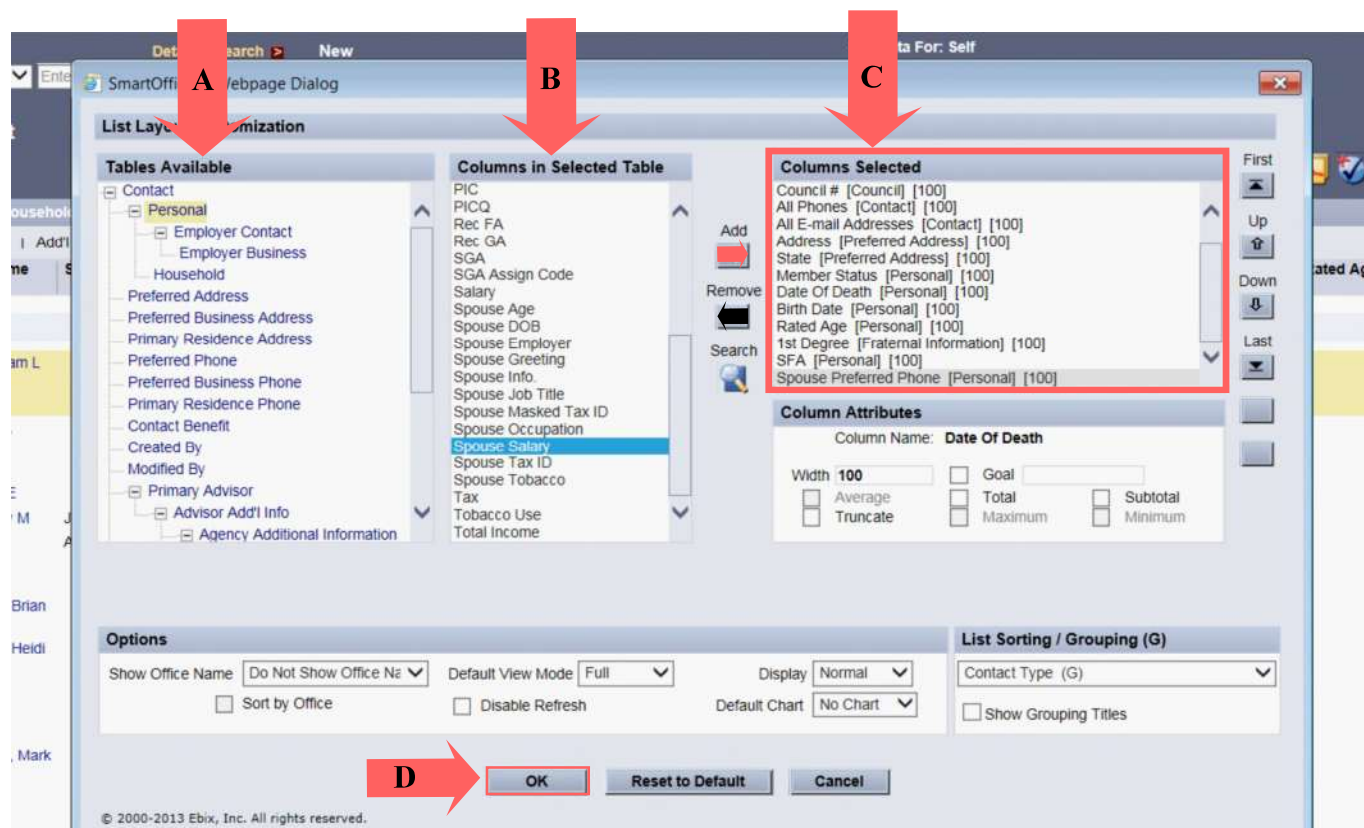 A
B
C
Det
earch
New
ta For: Self
Ente
SmartOffi
Webpage Dialog
List Layo
mization
Tables Available
Contact
Personal
Employer Contact
Employer Business
Household
Preferred Address
Preferred Business Address
Primary Residence Address
Preferred Phone
Preferred Business Phone
Primary Residence Phone
Contact Benefit
Created By
Modified By
Primary Advisor
Advisor Add'l Info
Agency Additional Information
Columns in Selected Table
PIC
PICQ
Rec FA
Rec GA
SGA
SGA Assign Code
Salary
Spouse Age
Spouse DOB
Spouse Employer
Spouse Greeting
Spouse Info.
Spouse Job Title
Spouse Masked Tax ID
Spouse Occupation
Spouse Salary
Spouse Tax ID
Spouse Tobacco
Tax
Tobacco Use
Total Income
Add
Remove
Search
Columns Selected
Council # [Council] [100]
All Phones [Contact] [100]
All E-mail Addresses [Contact] [100]
Address [Preferred Address] [100]
State [Preferred Address] [100]
Member Status [Personal] [100]
Date Of Death [Personal] [100]
Birth Date [Personal] [100]
Rated Age [Personal] [100]
1st Degree [Fraternal Information] [100]
SFA [Personal] [100]
Spouse Preferred Phone [Personal] [100]
First
Up
Down
Last
Column Attributes
Column Name: Date Of Death
Width 100 Goal
Average Total Subtotal
Truncate Maximum Minimum
ousehol
| Add'l
me S
ated Ag
am L
E
M J
A
Brian
Heidi
, Mark
Options
Show Office Name Do Not Show Office Na Default View Mode Full Display Normal
Sort by Office Disable Refresh Default Chart No Chart
List Sorting / Grouping (G)
Contact Type (G)
Show Grouping Titles
D
OK Reset to Default Cancel
© 2000-2013 Ebix, Inc. All rights reserved.